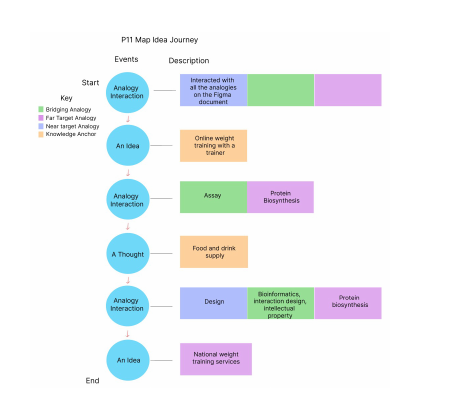 P11 Map Idea Journey
Events
Description
Start
Key
Bridging Analogy
Far Target Analogy
Near target Analogy
Knowledge Anchor
Analogy
Interaction
Interacted with
all the analogies
on the Figma
document
An Idea
Online weight
training with a
trainer
Analogy
Interaction
Assay
Protein
Biosynthesis
A Thought
Food and drink
supply
Analogy
Interaction
Design
Bioinformatics,
interaction design,
intellectual
property
Protein
biosynthesis
An Idea
National weight
training services
End